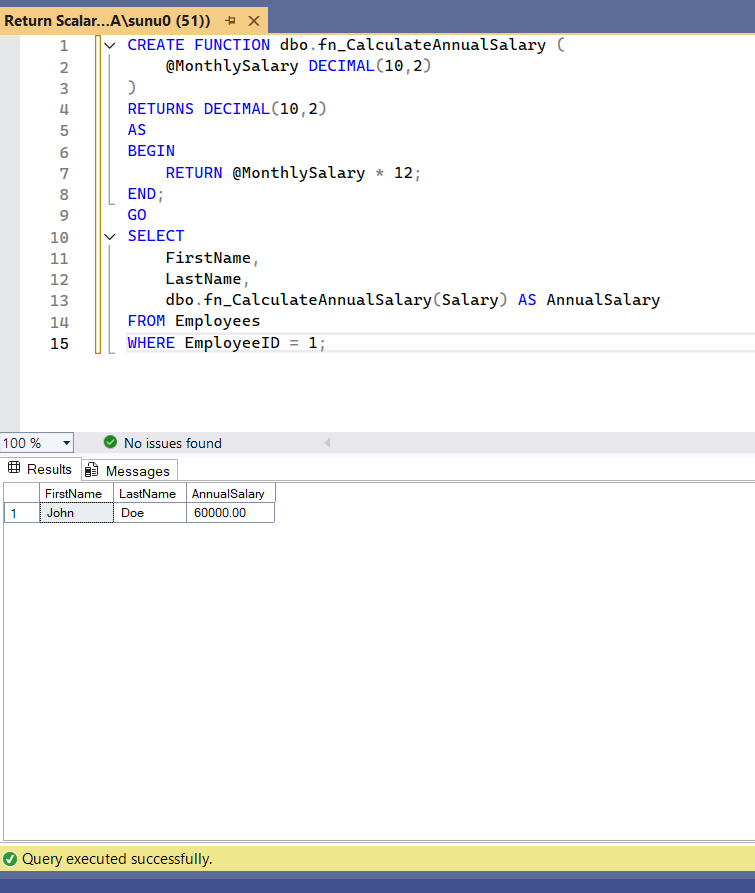 Return Scalar...A\sunu0 (51))
1 CREATE FUNCTION dbo.fn_CalculateAnnualSalary (
2 @MonthlySalary DECIMAL(10,2)
3 )
4 RETURNS DECIMAL(10,2)
5 AS
6 BEGIN
7 RETURN @MonthlySalary * 12;
8 END;
9 GO
10 SELECT
11 FirstName,
12 LastName,
13 dbo.fn_CalculateAnnualSalary(Salary) AS AnnualSalary
14 FROM Employees
15 WHERE EmployeeID = 1;
100 % No issues found
Results Messages
FirstName LastName AnnualSalary
1 John Doe 60000.00
Query executed successfully.